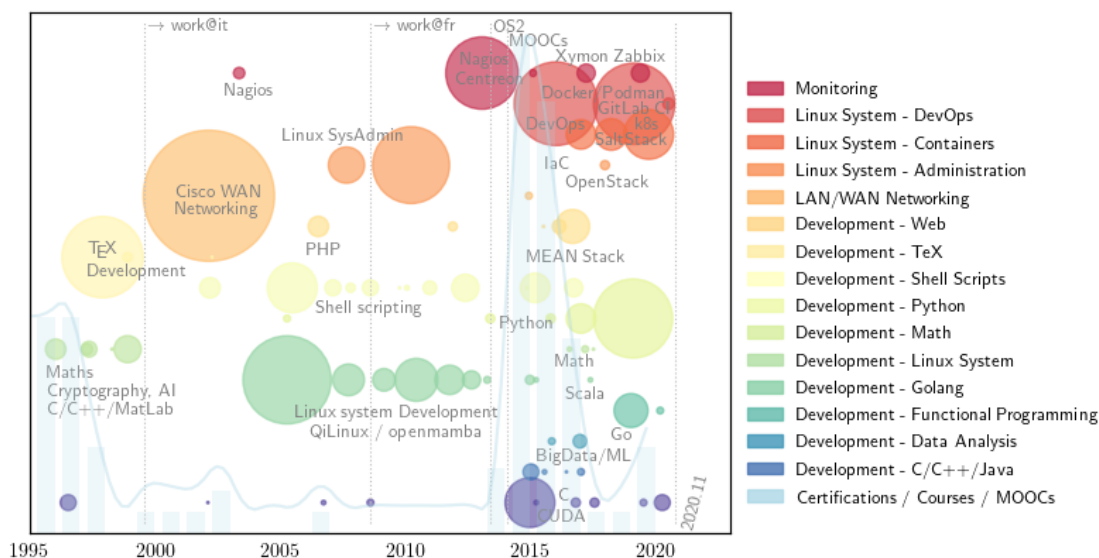 → work@it
→ work@fr
OS2
MOOCs
Nagios
Nagios
Centreon
Xymon Zabbix
Docker
Podman
GitLab CI
DevOps
k8s
SaltStack
Linux SysAdmin
IaC
OpenStack
Cisco WAN
Networking
TEX
Development
PHP
MEAN Stack
Shell scripting
Python
Maths
Cryptography, AI
C/C++/MatLab
Math
Scala
Linux system Development
QiLinux / openmamba
Go
BigData/ML
C
CUDA
2020.11
1995
2000
2005
2010
2015
2020
Monitoring
Linux System - DevOps
Linux System - Containers
Linux System - Administration
LAN/WAN Networking
Development - Web
Development - TeX
Development - Shell Scripts
Development - Python
Development - Math
Development - Linux System
Development - Golang
Development - Functional Programming
Development - Data Analysis
Development - C/C++/Java
Certifications / Courses / MOOCs